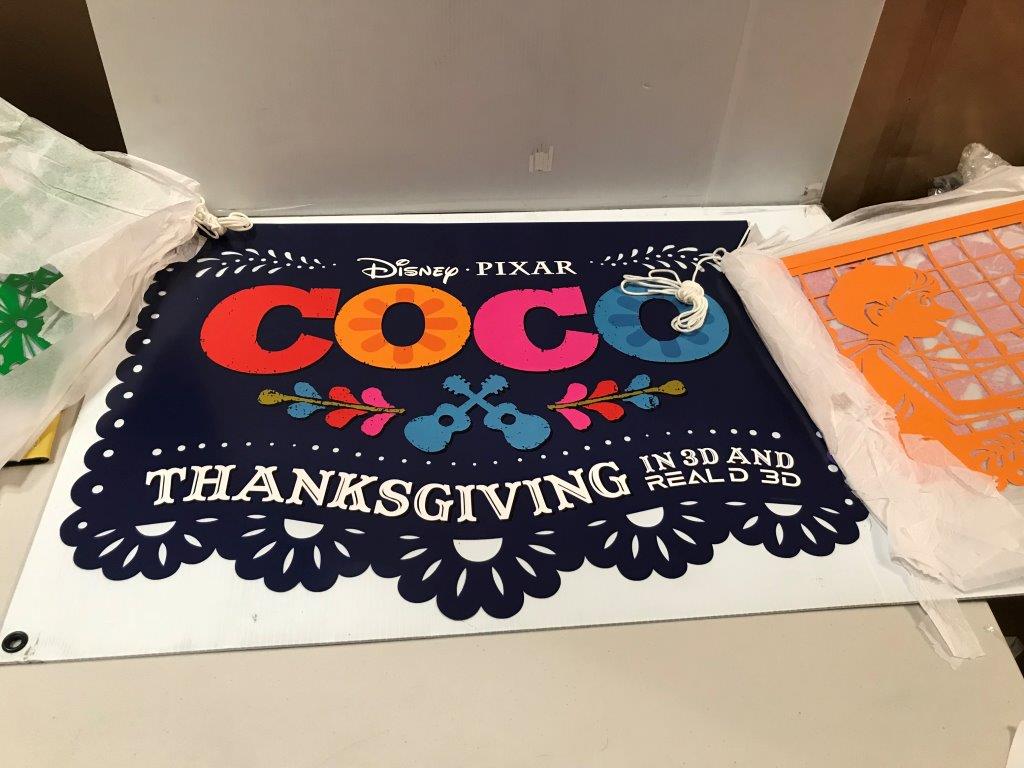 Disney · PIXAR
COCO
THANKSGIVING
IN 3D AND
REAL D 3D